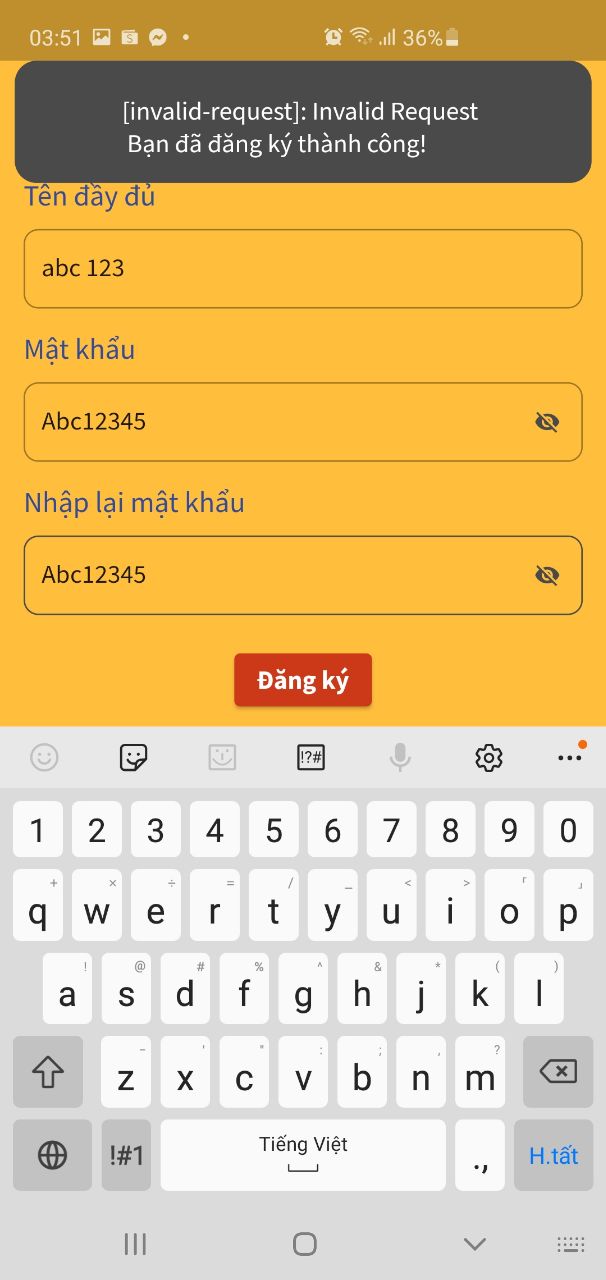 03:51 36%
[invalid-request]: Invalid Request
Bạn đã đăng ký thành công!
Tên đầy đủ
abc 123
Mật khẩu
Abc12345
Nhập lại mật khẩu
Abc12345
Đăng ký
!?#
1 2 3 4 5 6 7 8 9 0
+ × ÷ = / _ < > 「 」
q w e r t y u i o p
! @ # % ^ & * ( )
a s d f g h j k l
- ' " : ; , ?
z x c v b n m
!#1 Tiếng Việt ., H.tất